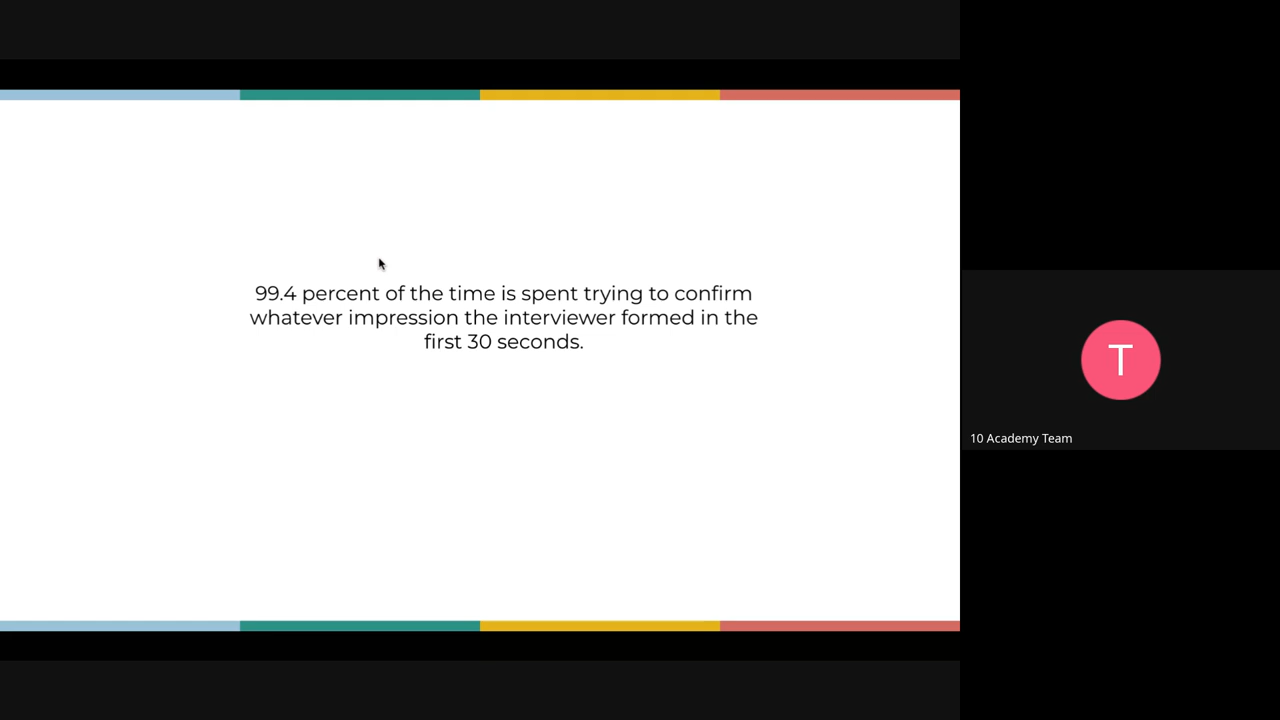 99.4 percent of the time is spent trying to confirm
whatever impression the interviewer formed in the
first 30 seconds.
T
10 Academy Team